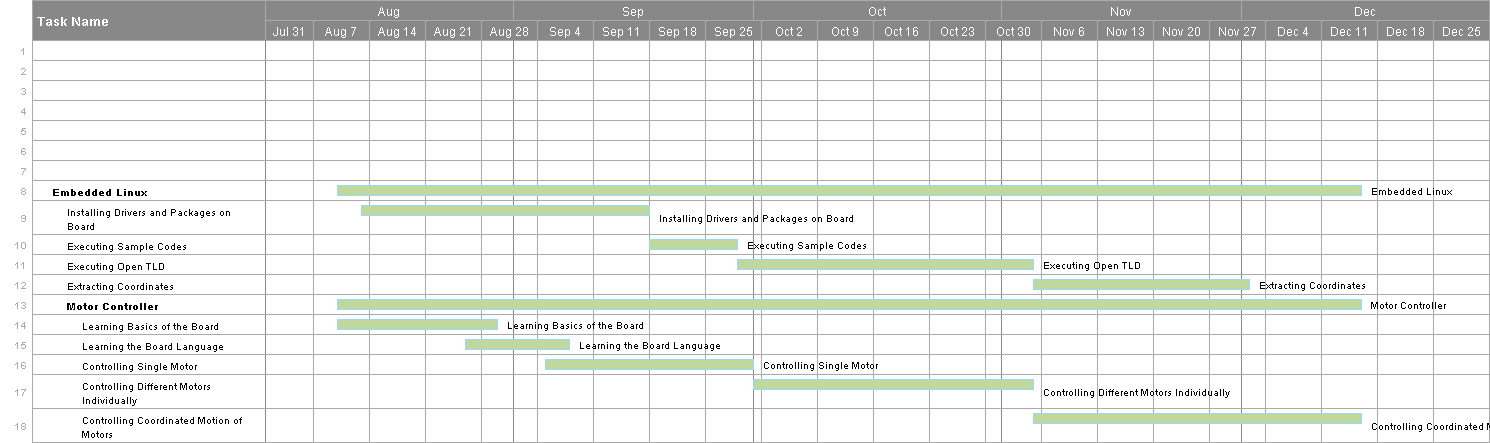 Task Name
Aug Sep Oct Nov Dec
Jul 31 Aug 7 Aug 14 Aug 21 Aug 28 Sep 4 Sep 11 Sep 18 Sep 25 Oct 2 Oct 9 Oct 16 Oct 23 Oct 30 Nov 6 Nov 13 Nov 20 Nov 27 Dec 4 Dec 11 Dec 18 Dec 25
1
2
3
4
5
6
7
8 Embedded Linux Embedded Linux
9 Installing Drivers and Packages on
Board
Installing Drivers and Packages on Board
10 Executing Sample Codes Executing Sample Codes
11 Executing Open TLD Executing Open TLD
12 Extracting Coordinates Extracting Coordinates
13 Motor Controller Motor Controller
14 Learning Basics of the Board Learning Basics of the Board
15 Learning the Board Language Learning the Board Language
16 Controlling Single Motor Controlling Single Motor
17 Controlling Different Motors
Individually
Controlling Different Motors Individually
18 Controlling Coordinated Motion of
Motors
Controlling Coordinated